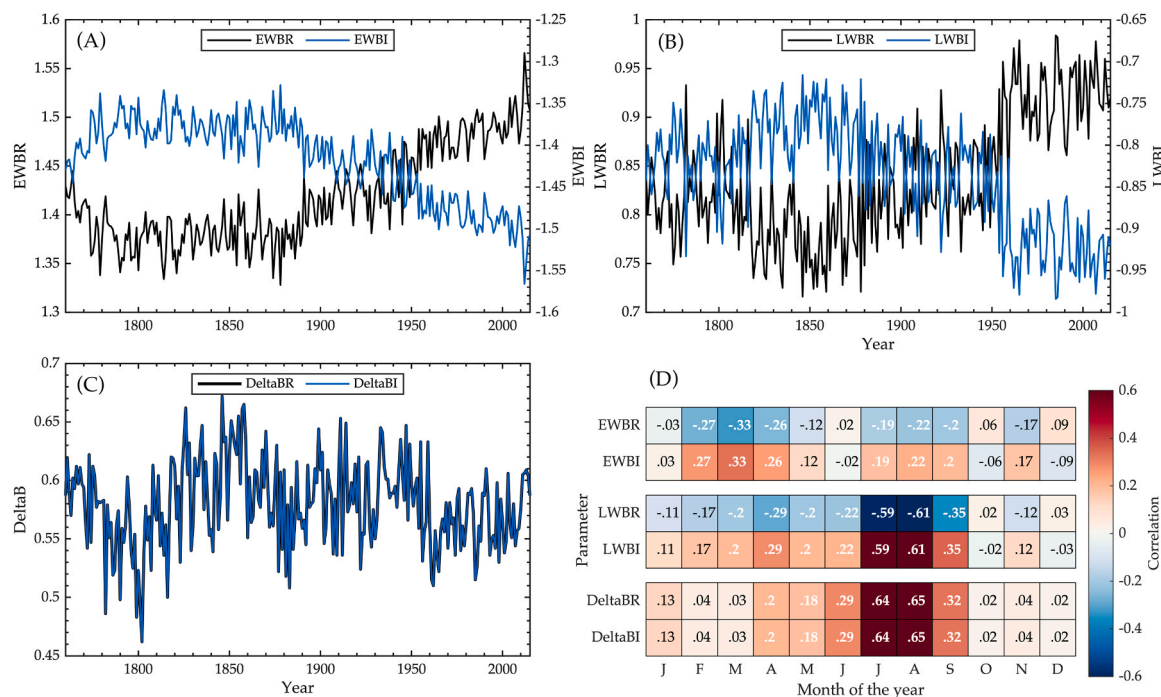 (A)
EWBR EWBI
1.6
1.55
1.5
1.45
1.4
1.35
1.3
EWBR
-1.25
-1.3
-1.35
-1.4
-1.45
-1.5
-1.55
-1.6
EWBI
1800 1850 1900 1950 2000
(B)
LWBR LWBI
1
0.95
0.9
0.85
0.8
0.75
0.7
LWBR
-0.65
-0.7
-0.75
-0.8
-0.85
-0.9
-0.95
-1
LWBI
1800 1850 1900 1950 2000
Year
(C)
DeltaBR DeltaBI
0.7
0.65
0.6
0.55
0.5
0.45
DeltaB
1800 1850 1900 1950 2000
Year
(D)
Parameter
EWBR -.03 -.27 -.33 -.26 -.12 .02 -.19 -.22 -.2 .06 -.17 .09
EWBI .03 .27 .33 .26 .12 -.02 .19 .22 .2 -.06 .17 -.09
LWBR -.11 -.17 -.2 -.29 -.2 -.22 -.59 -.61 -.35 .02 -.12 .03
LWBI .11 .17 .2 .29 .2 .22 .59 .61 .35 -.02 .12 -.03
DeltaBR .13 .04 .03 .2 .18 .29 .64 .65 .32 .02 .04 .02
DeltaBI .13 .04 .03 .2 .18 .29 .64 .65 .32 .02 .04 .02
J F M A M J J A S O N D
Month of the year
0.6
0.4
0.2
0
-0.2
-0.4
-0.6
Correlation